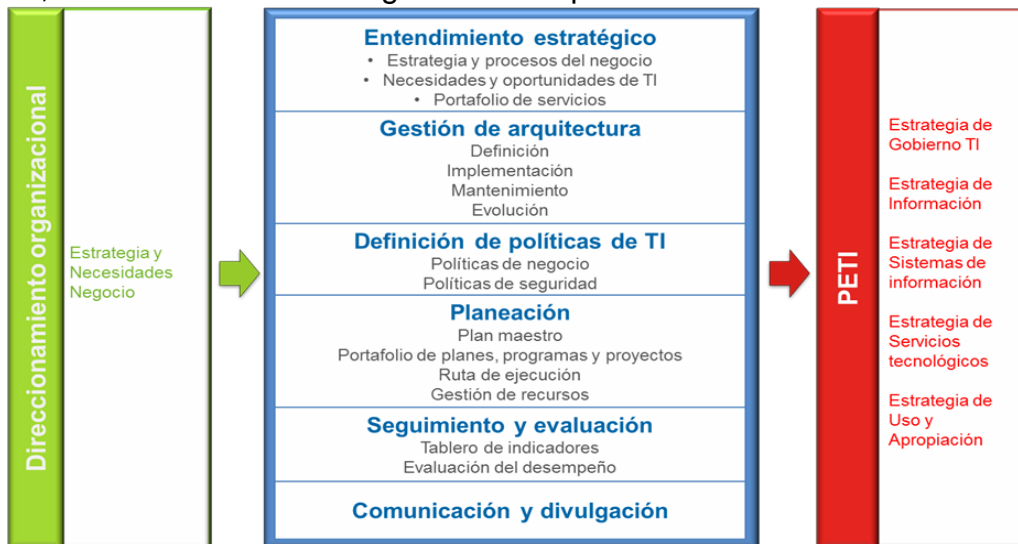 Direccionamiento organizacional
Estrategia y
Necesidades
Negocio
Entendimiento estratégico
• Estrategia y procesos del negocio
• Necesidades y oportunidades de TI
• Portafolio de servicios
Gestión de arquitectura
Definición
Implementación
Mantenimiento
Evolución
Definición de políticas de TI
Políticas de negocio
Políticas de seguridad
Planeación
Plan maestro
Portafolio de planes, programas y proyectos
Ruta de ejecución
Gestión de recursos
Seguimiento y evaluación
Tablero de indicadores
Evaluación del desempeño
Comunicación y divulgación
PETI
Estrategia de
Gobierno TI
Estrategia de
Información
Estrategia de
Sistemas de
información
Estrategia de
Servicios
tecnológicos
Estrategia de
Uso y
Apropiación